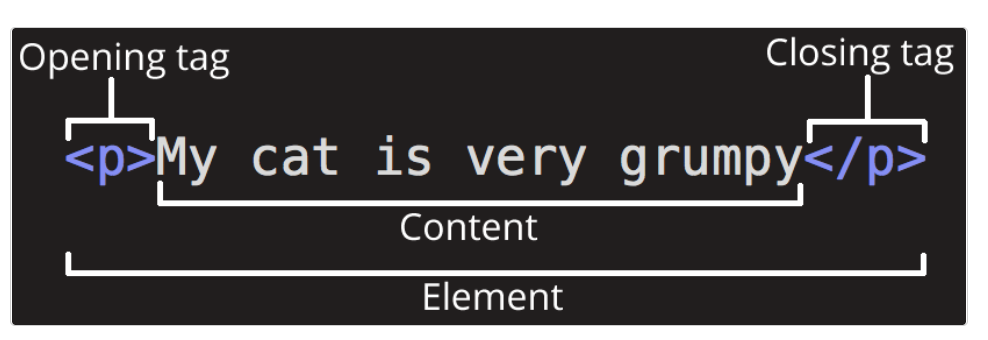 Opening tag
Closing tag
<p>My cat is very grumpy</p>
Content
Element